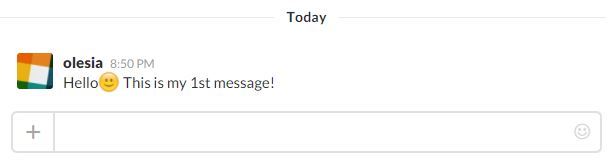 Today
olesia 8:50 PM
Hello🙂 This is my 1st message!